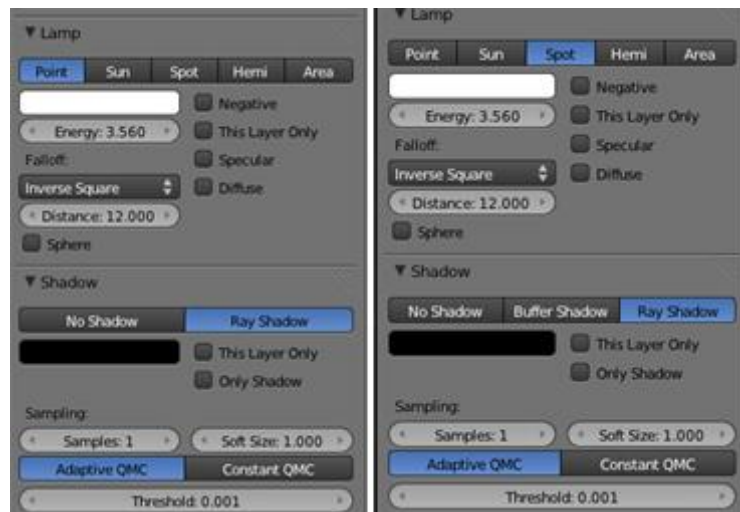 Lamp
Point Sun Spot Hemi Area
Negative
Energy: 3.560 This Layer Only
Falloff: Specular
Inverse Square Diffuse
Distance: 12.000
Sphere
Shadow
No Shadow Ray Shadow
This Layer Only
Only Shadow
Sampling:
Samples: 1 Soft Size: 1.000
Adaptive QMC Constant QMC
Threshold: 0.001
Lamp
Point Sun Spot Hemi Area
Negative
Energy: 3.560 This Layer Only
Falloff: Specular
Inverse Square Diffuse
Distance: 12.000
Sphere
Shadow
No Shadow Buffer Shadow Ray Shadow
This Layer Only
Only Shadow
Sampling:
Samples: 1 Soft Size: 1.000
Adaptive QMC Constant QMC
Threshold: 0.001